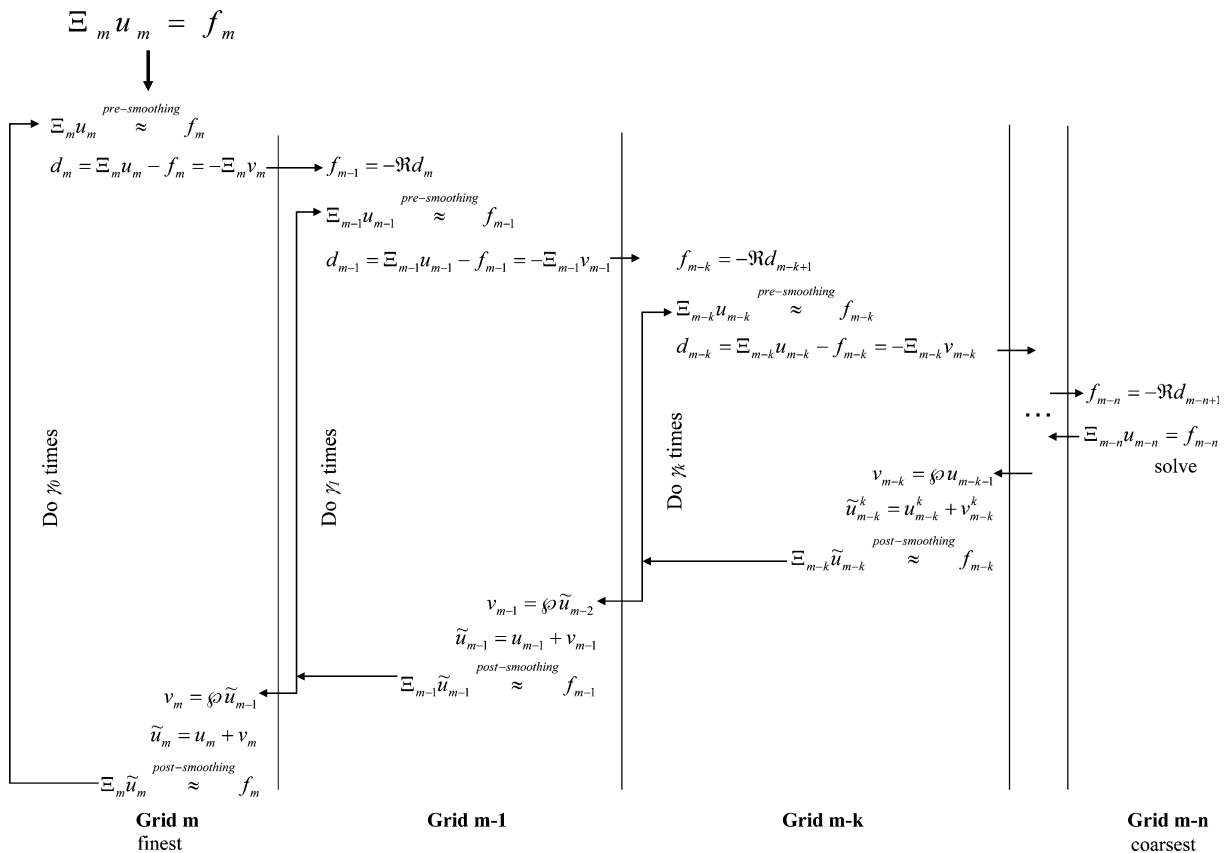 Ξ_m u_m = f_m
pre−smoothing
Ξ_m u_m ≈ f_m
d_m = Ξ_m u_m − f_m = −Ξ_m v_m
f_{m−1} = −ℜd_m
pre−smoothing
Ξ_{m−1} u_{m−1} ≈ f_{m−1}
d_{m−1} = Ξ_{m−1} u_{m−1} − f_{m−1} = −Ξ_{m−1} v_{m−1}
f_{m−k} = −ℜd_{m−k+1}
pre−smoothing
Ξ_{m−k} u_{m−k} ≈ f_{m−k}
d_{m−k} = Ξ_{m−k} u_{m−k} − f_{m−k} = −Ξ_{m−k} v_{m−k}
f_{m−n} = −ℜd_{m−n+1}
...
Ξ_{m−n} u_{m−n} = f_{m−n}
solve
Do γ_0 times
Do γ_1 times
Do γ_k times
v_{m−k} = ℘u_{m−k−1}
ũ^k_{m−k} = u^k_{m−k} + v^k_{m−k}
post−smoothing
Ξ_{m−k} ũ_{m−k} ≈ f_{m−k}
v_{m−1} = ℘ũ_{m−2}
ũ_{m−1} = u_{m−1} + v_{m−1}
post−smoothing
Ξ_{m−1} ũ_{m−1} ≈ f_{m−1}
v_m = ℘ũ_{m−1}
ũ_m = u_m + v_m
post−smoothing
Ξ_m ũ_m ≈ f_m
Grid m
finest
Grid m-1
Grid m-k
Grid m-n
coarsest